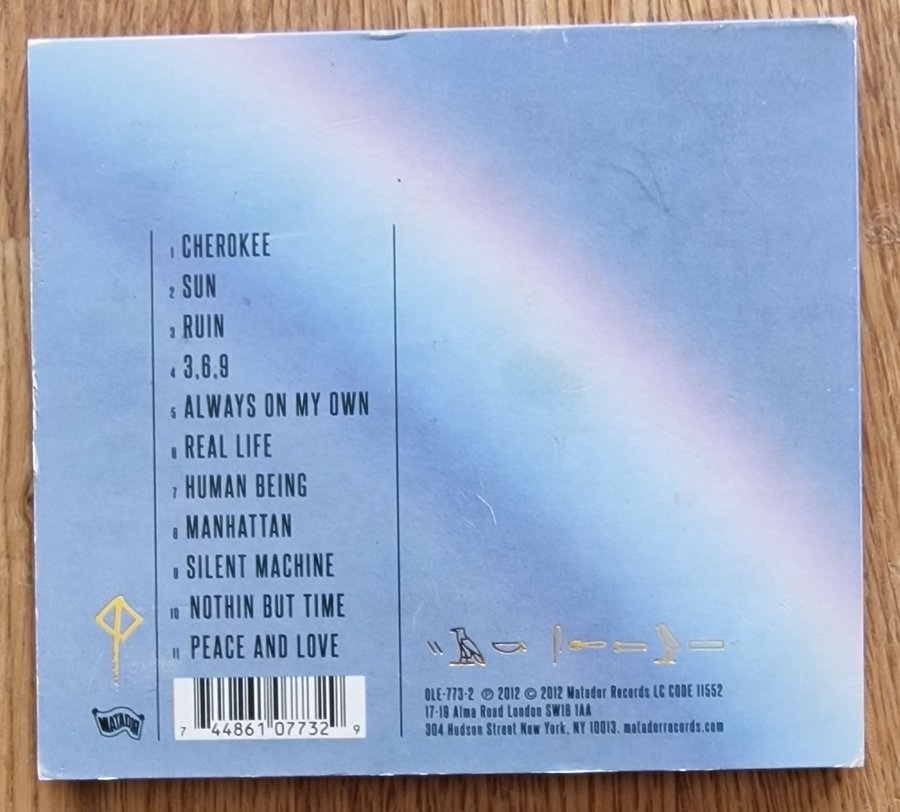 1 CHEROKEE
2 SUN
3 RUIN
4 3,6,9
5 ALWAYS ON MY OWN
6 REAL LIFE
7 HUMAN BEING
8 MANHATTAN
9 SILENT MACHINE
10 NOTHIN BUT TIME
11 PEACE AND LOVE
MATADOR
7 44861 07732 9
OLE-773-2 ℗ 2012 © 2012 Matador Records LC CODE 11552
17-19 Alma Road London SW18 1AA
304 Hudson Street New York, NY, 10013. matadorrecords.com